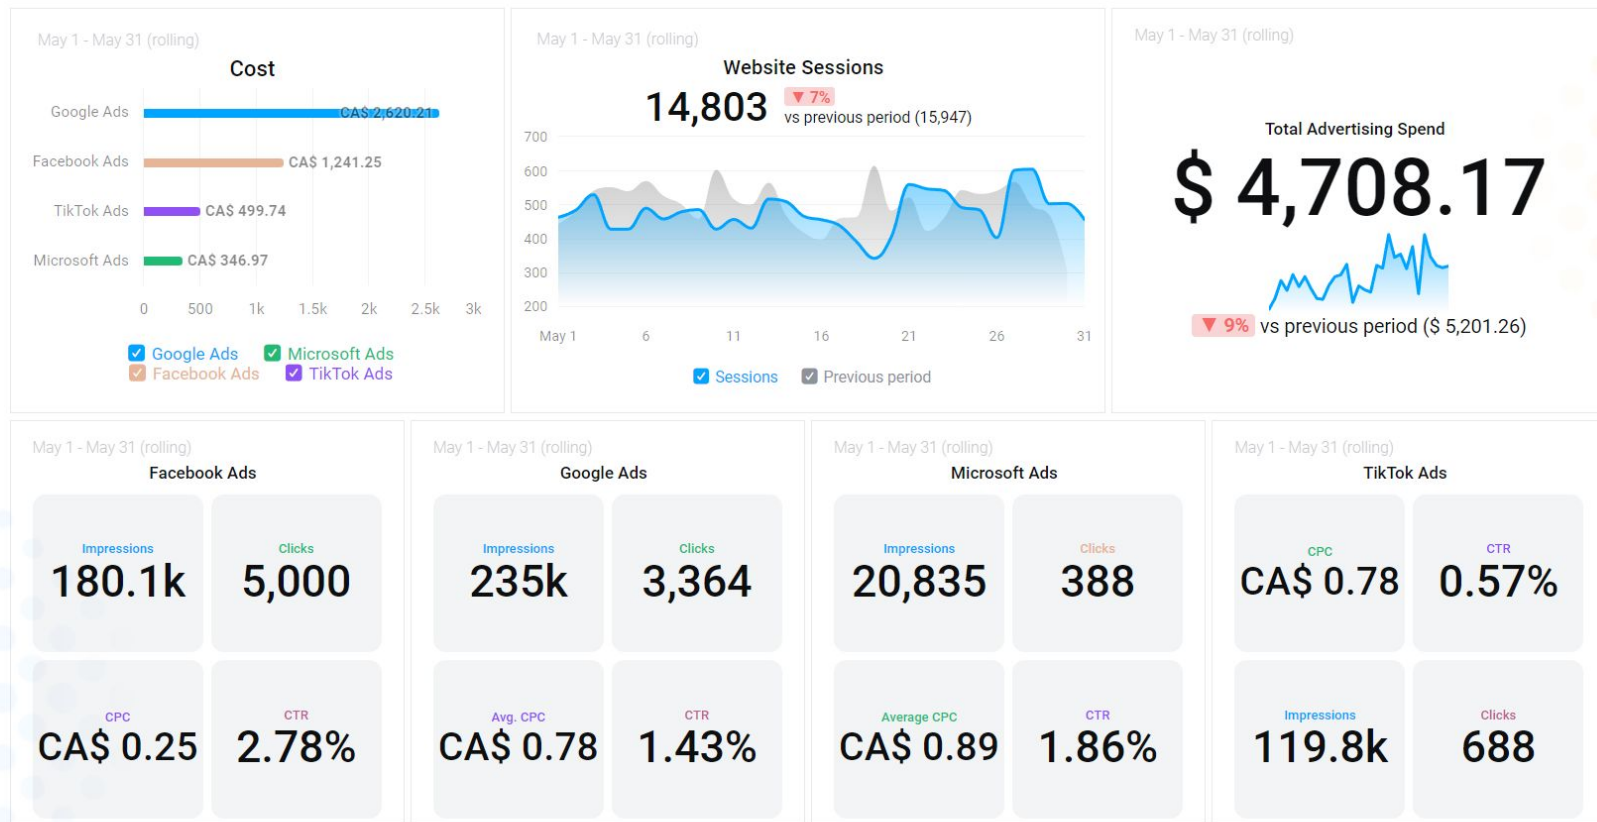 May 1 - May 31 (rolling)
Cost
Google Ads CA$ 2,620.21
Facebook Ads CA$ 1,241.25
TikTok Ads CA$ 499.74
Microsoft Ads CA$ 346.97
0 500 1k 1.5k 2k 2.5k 3k
Google Ads Microsoft Ads
Facebook Ads TikTok Ads
May 1 - May 31 (rolling)
Website Sessions
14,803 ▼ 7%
vs previous period (15,947)
700
600
500
400
300
200
May 1 6 11 16 21 26 31
Sessions Previous period
May 1 - May 31 (rolling)
Total Advertising Spend
$ 4,708.17
▼ 9% vs previous period ($ 5,201.26)
May 1 - May 31 (rolling)
Facebook Ads
Impressions
180.1k
Clicks
5,000
CPC
CA$ 0.25
CTR
2.78%
May 1 - May 31 (rolling)
Google Ads
Impressions
235k
Clicks
3,364
Avg. CPC
CA$ 0.78
CTR
1.43%
May 1 - May 31 (rolling)
Microsoft Ads
Impressions
20,835
Clicks
388
Average CPC
CA$ 0.89
CTR
1.86%
May 1 - May 31 (rolling)
TikTok Ads
CPC
CA$ 0.78
CTR
0.57%
Impressions
119.8k
Clicks
688